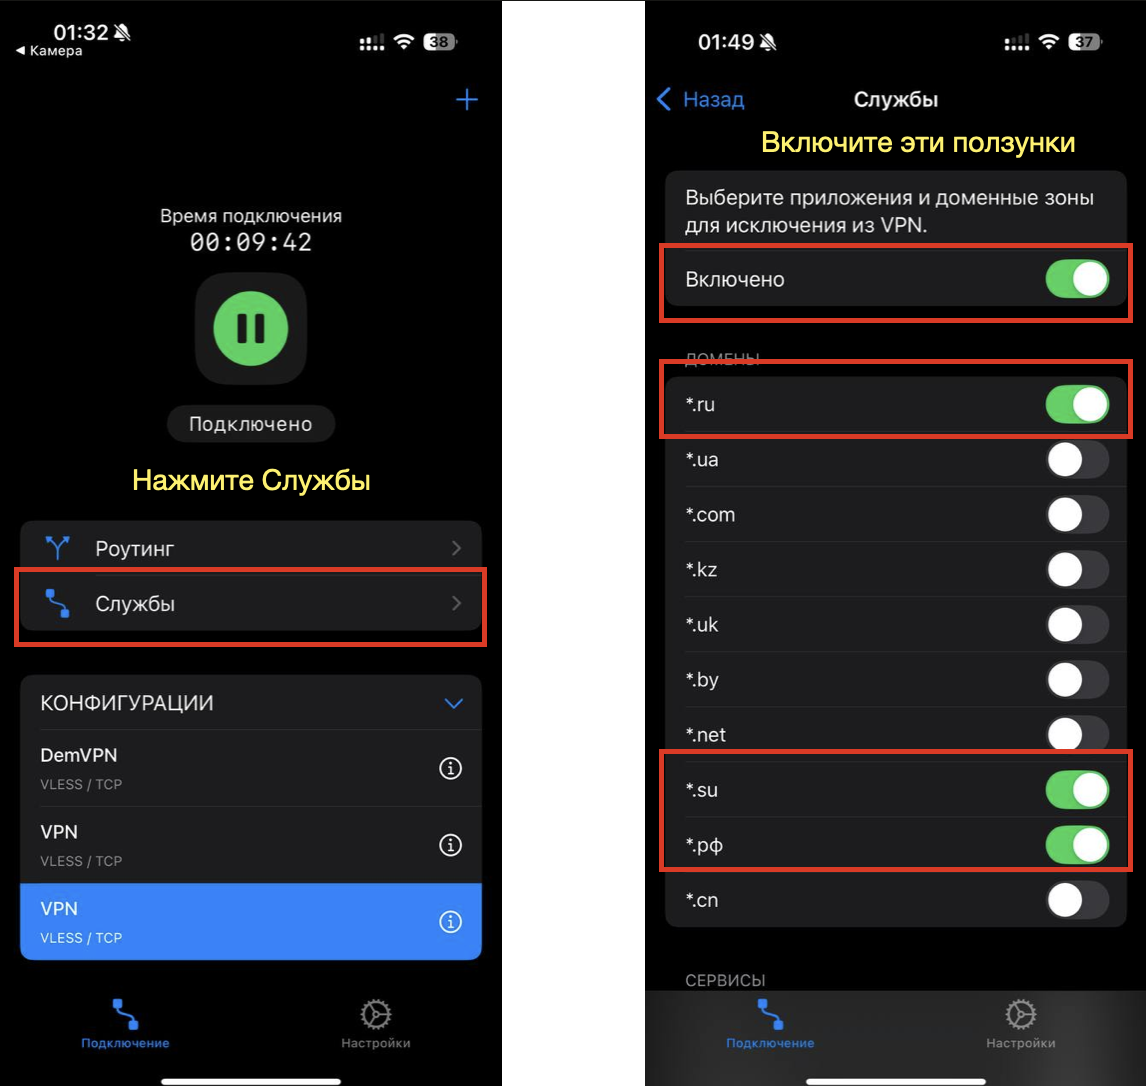 01:32
◀ Камера
38
Время подключения
00:09:42
Подключено
Нажмите Службы
Роутинг
Службы
КОНФИГУРАЦИИ
DemVPN
VLESS / TCP
VPN
VLESS / TCP
VPN
VLESS / TCP
Подключение
Настройки
01:49
37
Назад
Службы
Включите эти ползунки
Выберите приложения и доменные зоны
для исключения из VPN.
Включено
ДОМЕНЫ
*.ru
*.ua
*.com
*.kz
*.uk
*.by
*.net
*.su
*.рф
*.cn
СЕРВИСЫ
Подключение
Настройки